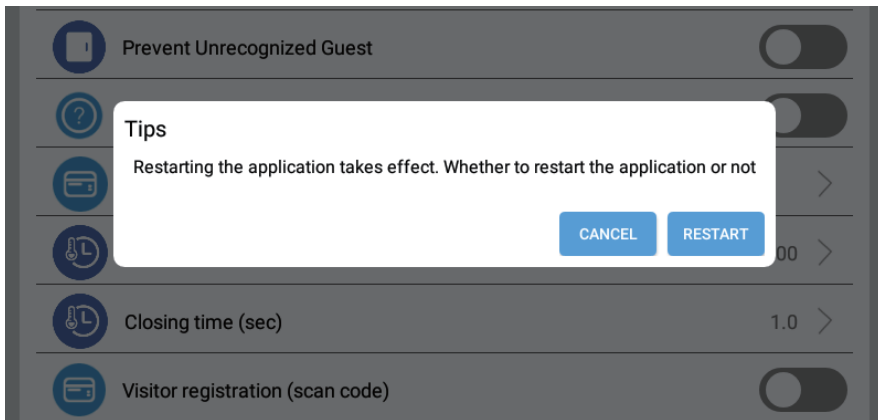 Prevent Unrecognized Guest
?
Tips
Restarting the application takes effect. Whether to restart the application or not
CANCEL RESTART
00
Closing time (sec) 1.0
Visitor registration (scan code)